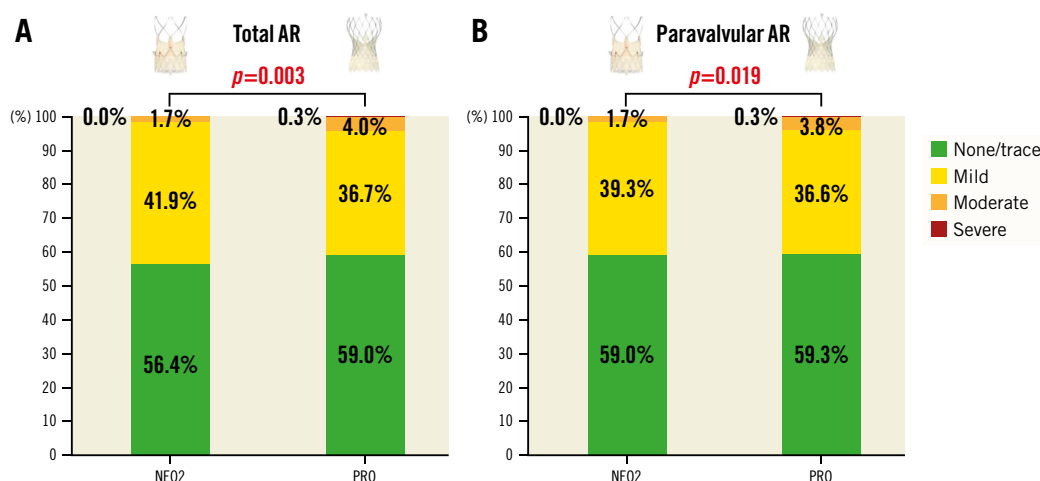 A
Total AR
p=0.003
(%)
100
90
80
70
60
50
40
30
20
10
0
0.0%
1.7%
41.9%
56.4%
0.3%
4.0%
36.7%
59.0%
NEO2
PRO
B
Paravalvular AR
p=0.019
(%)
100
90
80
70
60
50
40
30
20
10
0
0.0%
1.7%
39.3%
59.0%
0.3%
3.8%
36.6%
59.3%
NEO2
PRO
None/trace
Mild
Moderate
Severe